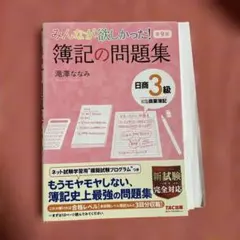 みんなが欲しかった!
簿記の問題集
滝澤ななみ
日商3級
商業簿記
ネット試験学習用"模擬試験プログラム"つき
もうモヤモヤしない、
簿記史上最強の問題集
新試験
完全対応
TAC出版